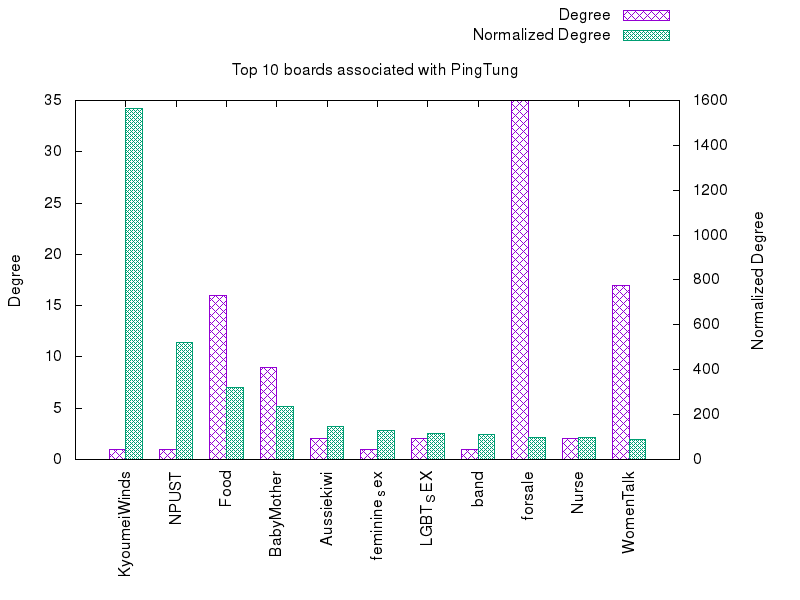 Degree
Normalized Degree
Top 10 boards associated with PingTung
35
30
25
20
15
10
5
0
1600
1400
1200
1000
800
600
400
200
0
Degree
Normalized Degree
KyoumeiWinds
NPUST
Food
BabyMother
Aussiekiwi
feminine_sex
LGBT_SEX
band
forsale
Nurse
WomenTalk